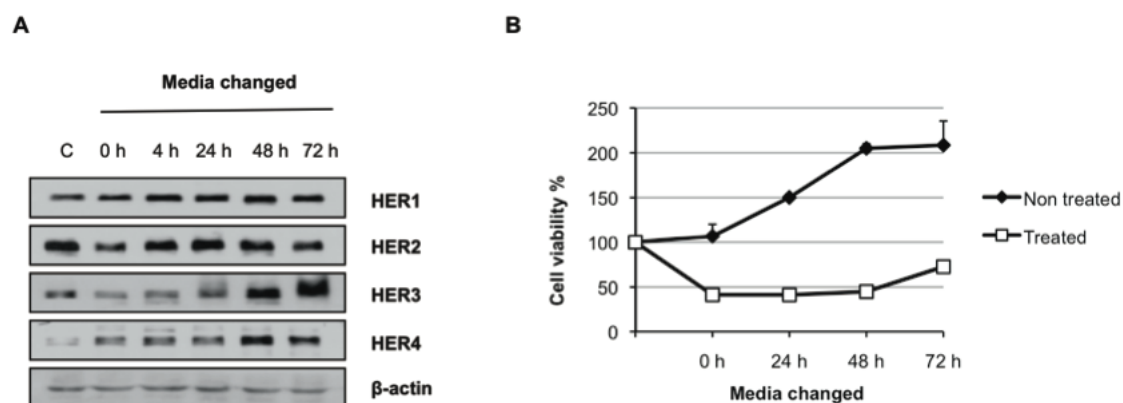 A
Media changed
C 0 h 4 h 24 h 48 h 72 h
HER1
HER2
HER3
HER4
β-actin
B
250
200
150
100
50
0
Cell viability %
0 h 24 h 48 h 72 h
Media changed
Non treated
Treated